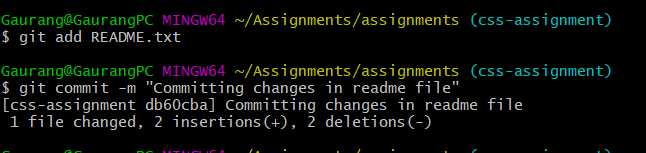 Gaurang@GaurangPC MINGW64 ~/Assignments/assignments (css-assignment)
$ git add README.txt
Gaurang@GaurangPC MINGW64 ~/Assignments/assignments (css-assignment)
$ git commit -m "Committing changes in readme file"
[css-assignment db60cba] Committing changes in readme file
 1 file changed, 2 insertions(+), 2 deletions(-)